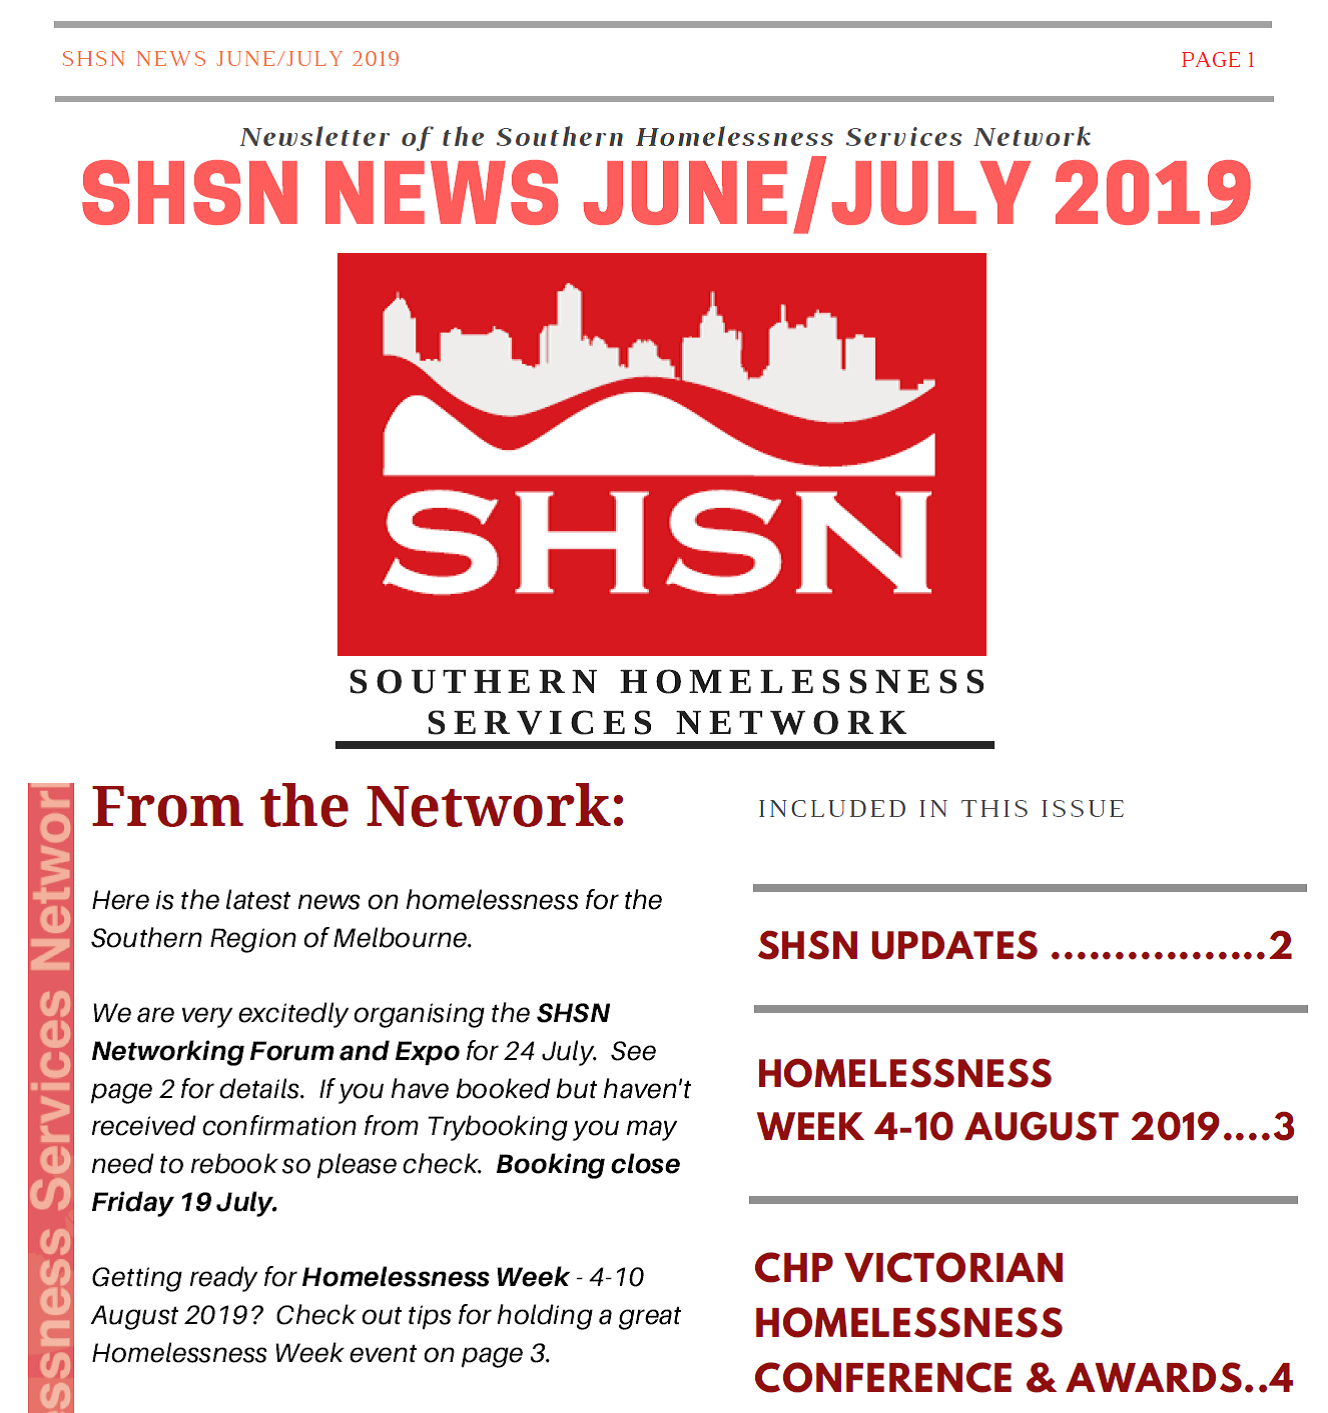 SHSN NEWS JUNE/JULY 2019
PAGE 1
Newsletter of the Southern Homelessness Services Network
SHSN NEWS JUNE/JULY 2019
SHSN
SOUTHERN HOMELESSNESS
SERVICES NETWORK
From the Network:
Here is the latest news on homelessness for the
Southern Region of Melbourne.
We are very excitedly organising the SHSN
Networking Forum and Expo for 24 July.  See
page 2 for details.  If you have booked but haven't
received confirmation from Trybooking you may
need to rebook so please check.  Booking close
Friday 19 July.
Getting ready for Homelessness Week - 4-10
August 2019?  Check out tips for holding a great
Homelessness Week event on page 3.
INCLUDED IN THIS ISSUE
SHSN UPDATES .................2
HOMELESSNESS
WEEK 4-10 AUGUST 2019....3
CHP VICTORIAN
HOMELESSNESS
CONFERENCE & AWARDS..4
Services